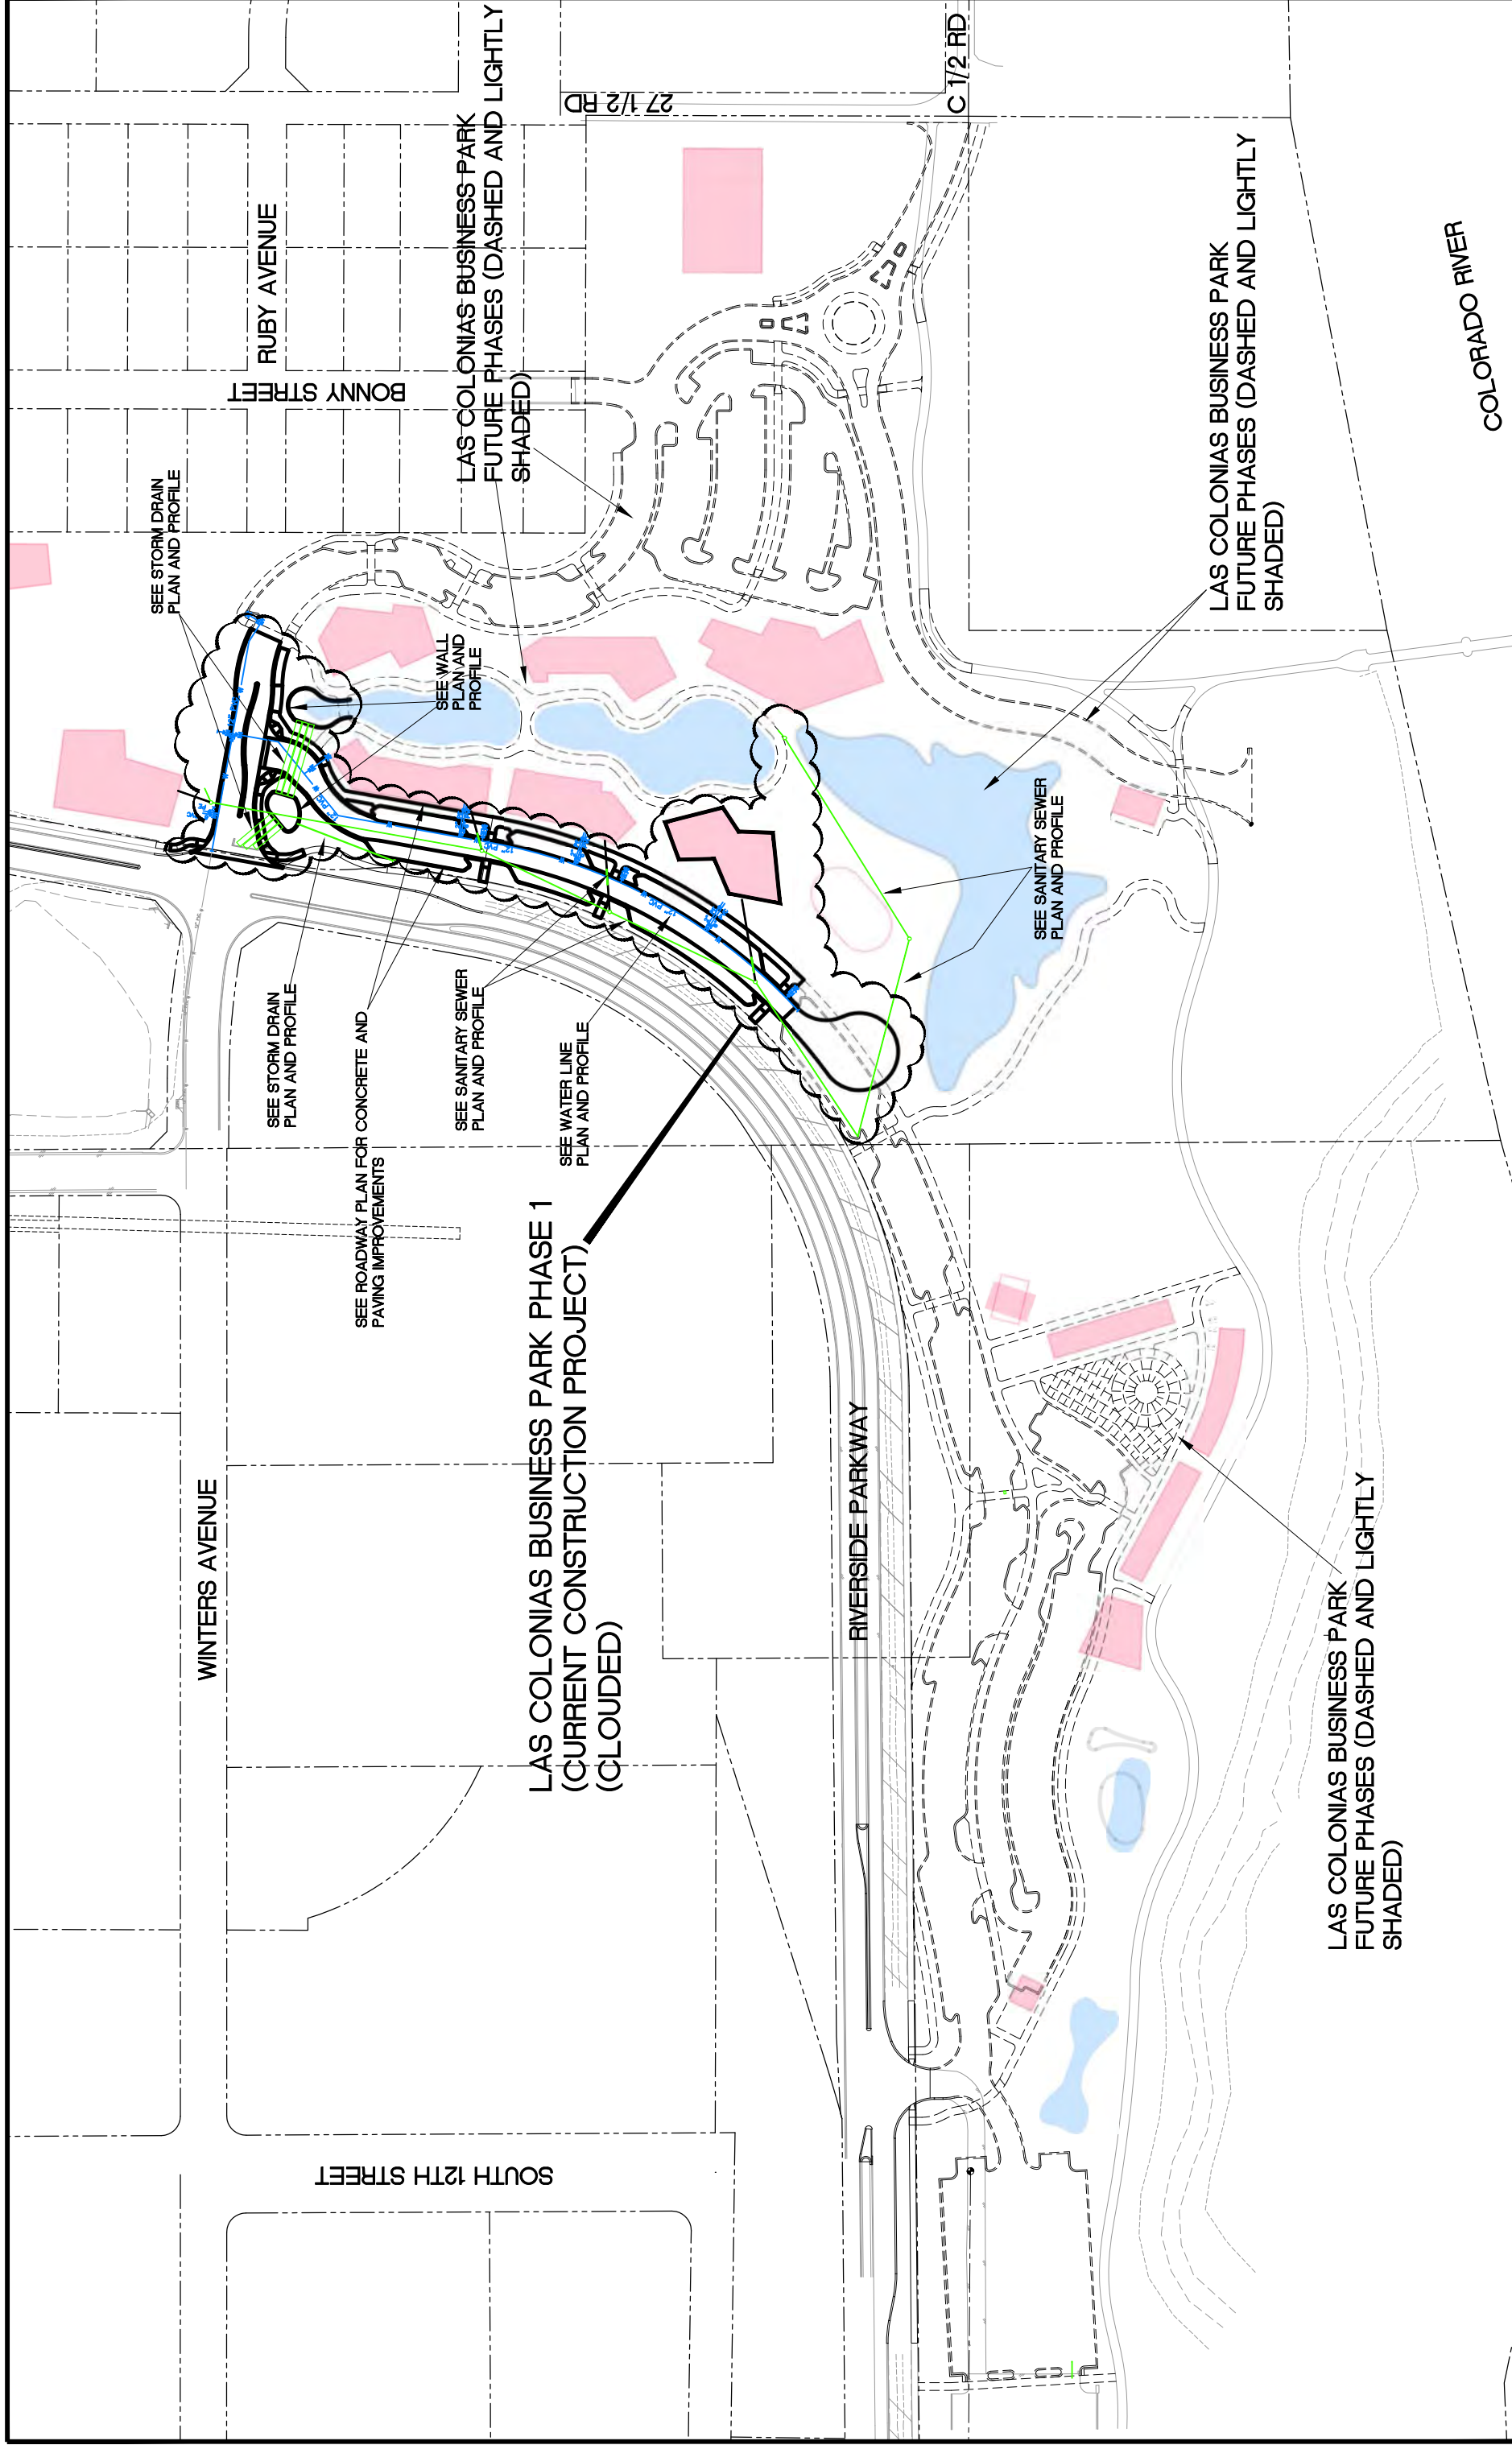 C 1/2 RD
27 1/2 RD
RUBY AVENUE
BONNY STREET
LAS COLONIAS BUSINESS PARK
FUTURE PHASES (DASHED AND LIGHTLY
SHADED)
LAS COLONIAS BUSINESS PARK
FUTURE PHASES (DASHED AND LIGHTLY
SHADED)
COLORADO RIVER
SEE STORM DRAIN
PLAN AND PROFILE
SEE WALL
PLAN AND
PROFILE
SEE SANITARY SEWER
PLAN AND PROFILE
SEE STORM DRAIN
PLAN AND PROFILE
SEE ROADWAY PLAN FOR CONCRETE AND
PAVING IMPROVEMENTS
SEE SANITARY SEWER
PLAN AND PROFILE
SEE WATER LINE
PLAN AND PROFILE
12" PVC
12" PVC
LAS COLONIAS BUSINESS PARK PHASE 1
(CURRENT CONSTRUCTION PROJECT)
(CLOUDED)
WINTERS AVENUE
RIVERSIDE PARKWAY
LAS COLONIAS BUSINESS PARK
FUTURE PHASES (DASHED AND LIGHTLY
SHADED)
SOUTH 12TH STREET